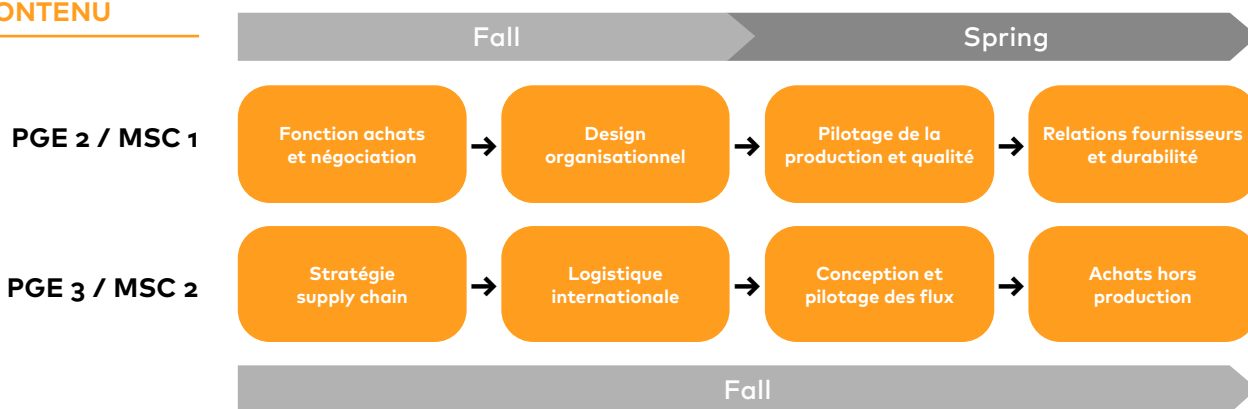 ONTENU
Fall
Spring
PGE 2 / MSC 1
Fonction achats
et négociation
Design
organisationnel
Pilotage de la
production et qualité
Relations fournisseurs
et durabilité
PGE 3 / MSC 2
Stratégie
supply chain
Logistique
internationale
Conception et
pilotage des flux
Achats hors
production
Fall